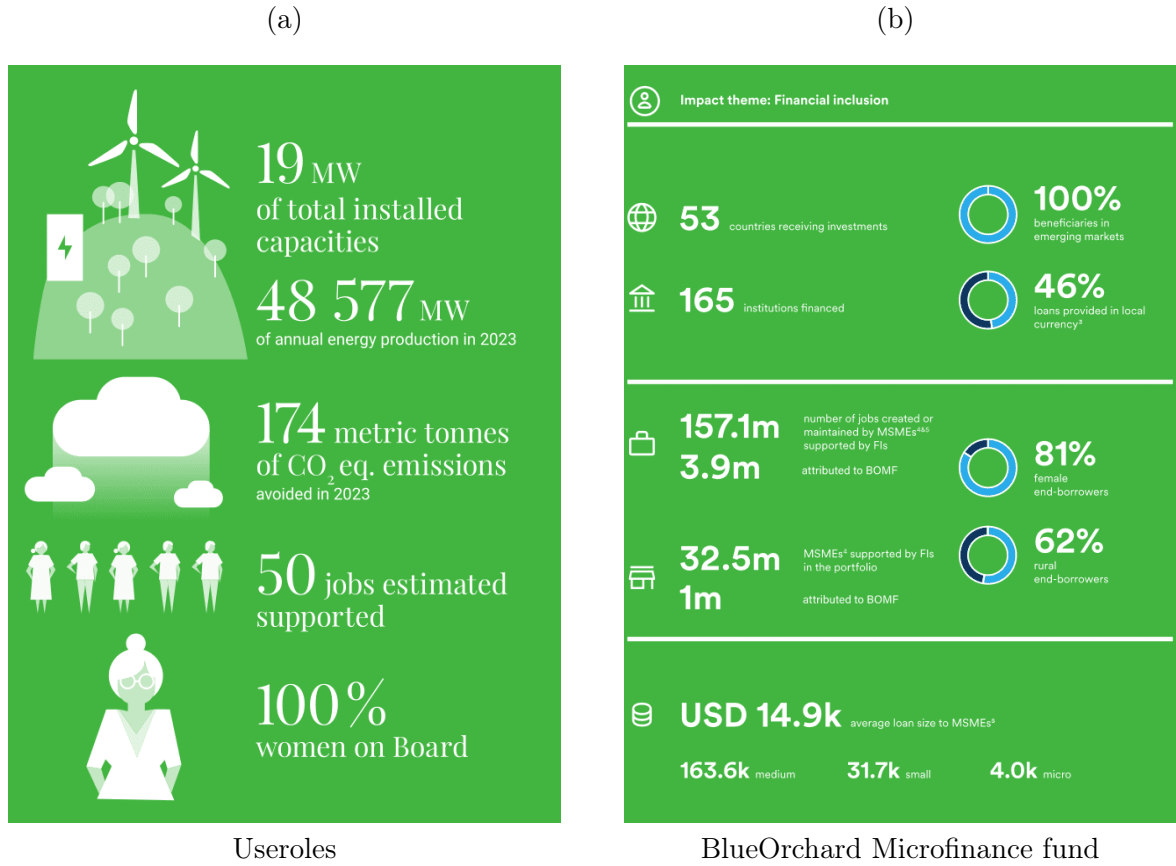 (a)
(b)
19 MW
of total installed
capacities
48 577 MW
of annual energy production in 2023
174 metric tonnes
of CO₂ eq. emissions
avoided in 2023
50 jobs estimated
supported
100%
women on Board
Useroles
Impact theme: Financial inclusion
53 countries receiving investments
100%
beneficiaries in
emerging markets
165 institutions financed
46%
loans provided in local
currency³
157.1m number of jobs created or
maintained by MSMEs⁴&⁵
supported by FIs
3.9m attributed to BOMF
81%
female
end-borrowers
32.5m MSMEs⁴ supported by FIs
in the portfolio
1m attributed to BOMF
62%
rural
end-borrowers
USD 14.9k average loan size to MSMEs
163.6k medium 31.7k small 4.0k micro
BlueOrchard Microfinance fund